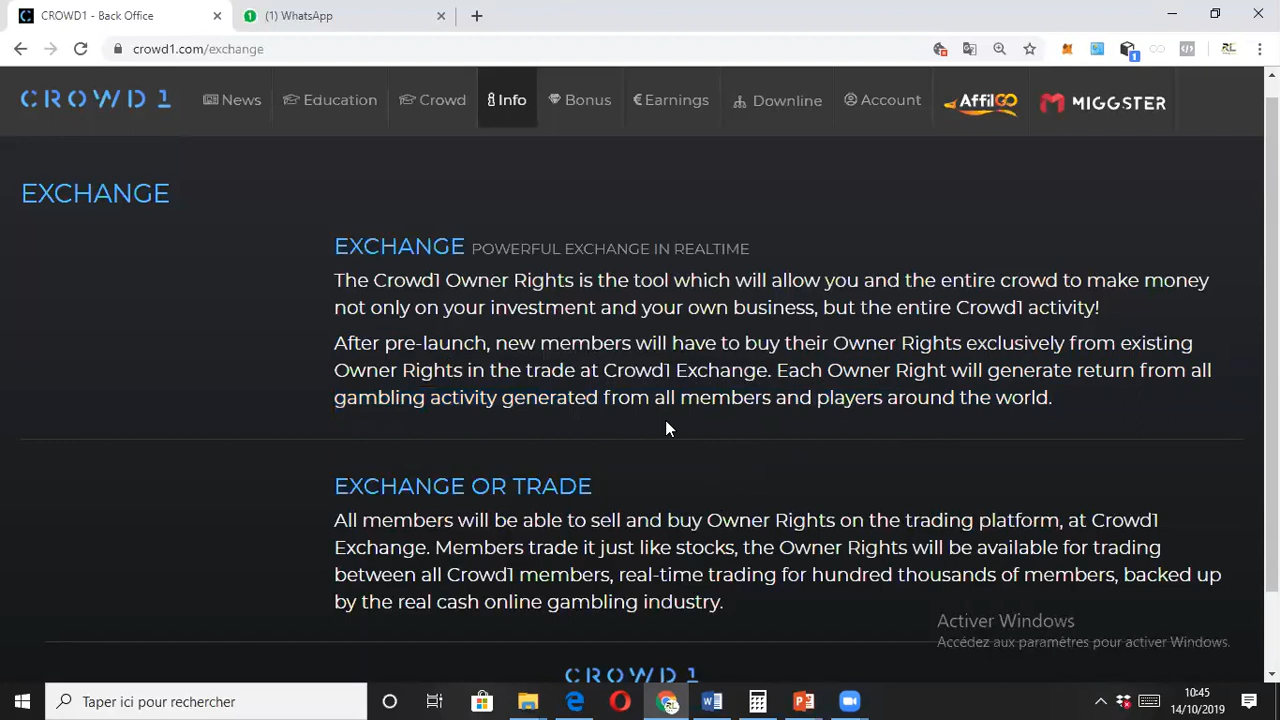 CROWD1 - Back Office
(1) WhatsApp
crowd1.com/exchange
CROWD1 News Education Crowd Info Bonus €Earnings Downline Account AffilGO MIGGSTER
EXCHANGE
EXCHANGE POWERFUL EXCHANGE IN REALTIME
The Crowd1 Owner Rights is the tool which will allow you and the entire crowd to make money
not only on your investment and your own business, but the entire Crowd1 activity!
After pre-launch, new members will have to buy their Owner Rights exclusively from existing
Owner Rights in the trade at Crowd1 Exchange. Each Owner Right will generate return from all
gambling activity generated from all members and players around the world.
EXCHANGE OR TRADE
All members will be able to sell and buy Owner Rights on the trading platform, at Crowd1
Exchange. Members trade it just like stocks, the Owner Rights will be available for trading
between all Crowd1 members, real-time trading for hundred thousands of members, backed up
by the real cash online gambling industry.
Activer Windows
Accédez aux paramètres pour activer Windows.
CROWD1
Taper ici pour rechercher
10:45
14/10/2019